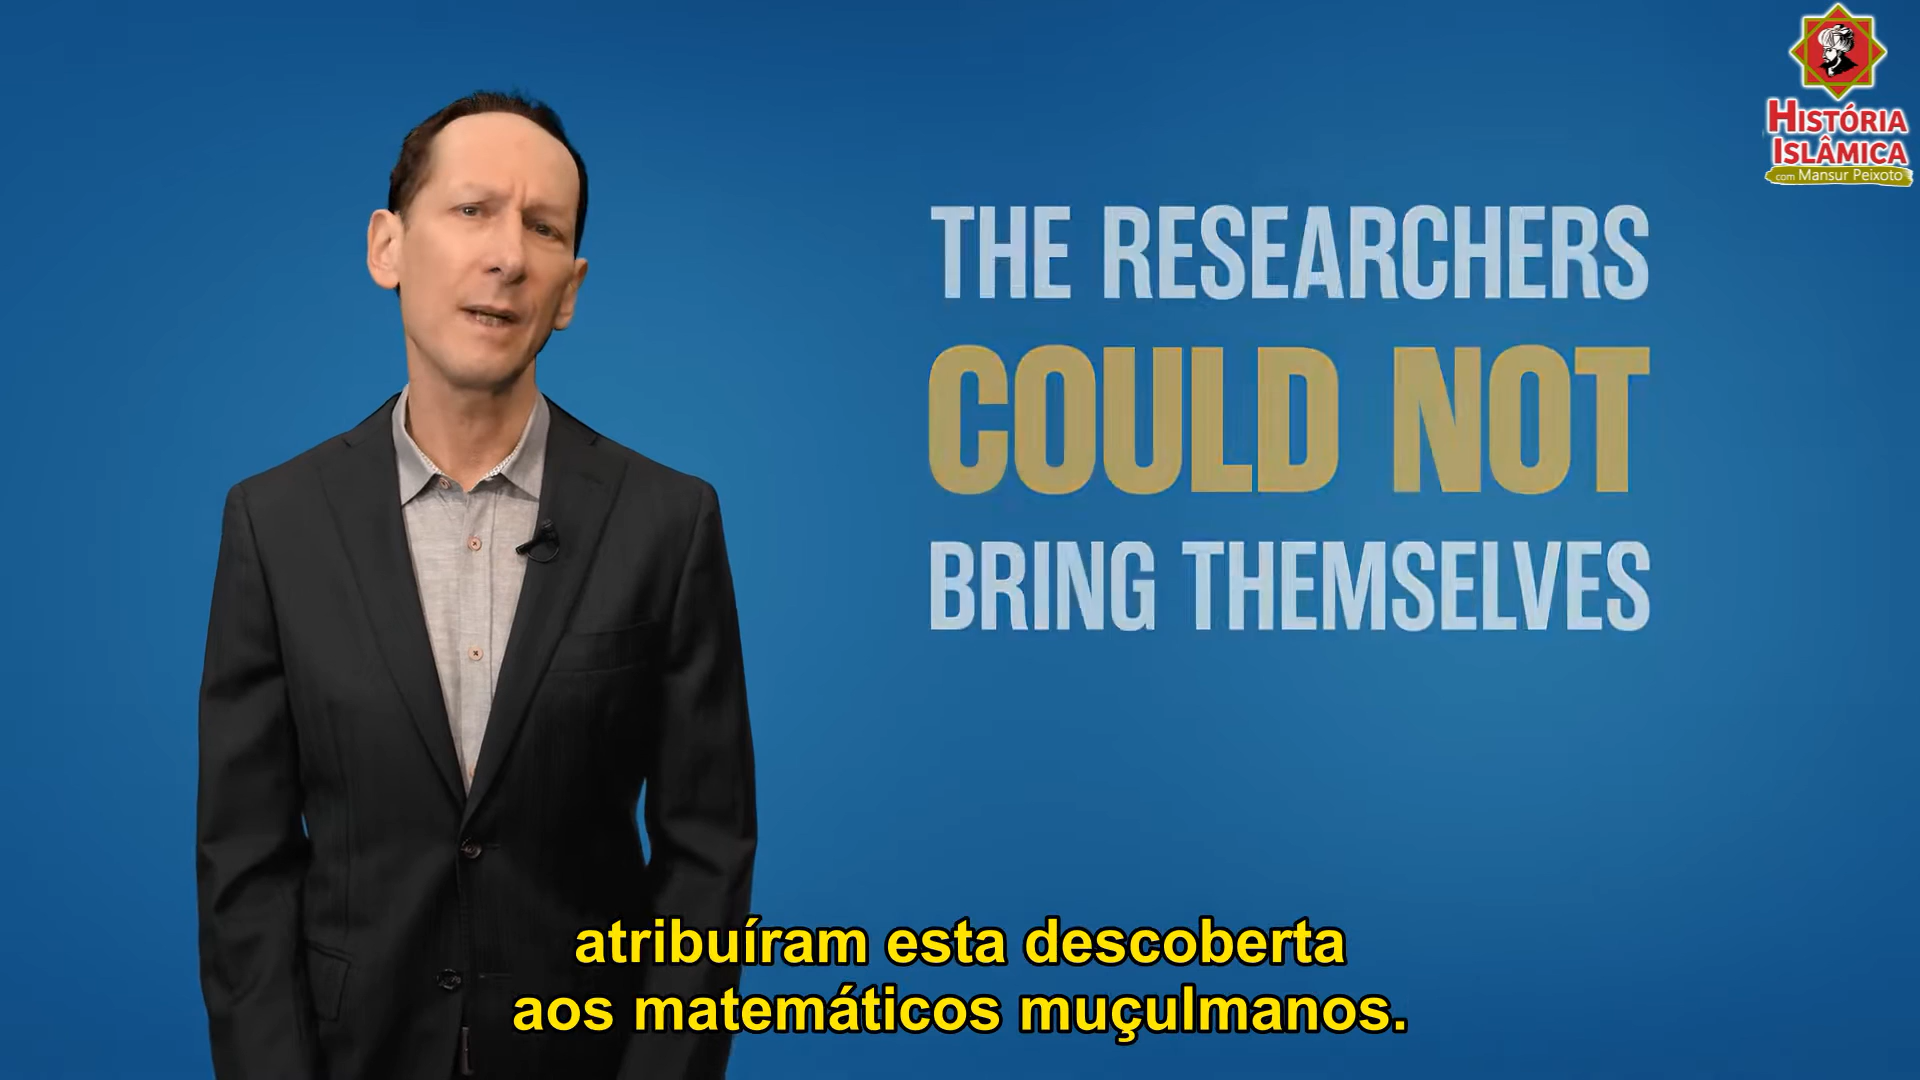 HISTÓRIA
ISLÂMICA
com Mansur Peixoto
THE RESEARCHERS
COULD NOT
BRING THEMSELVES
atribuíram esta descoberta
aos matemáticos muçulmanos.